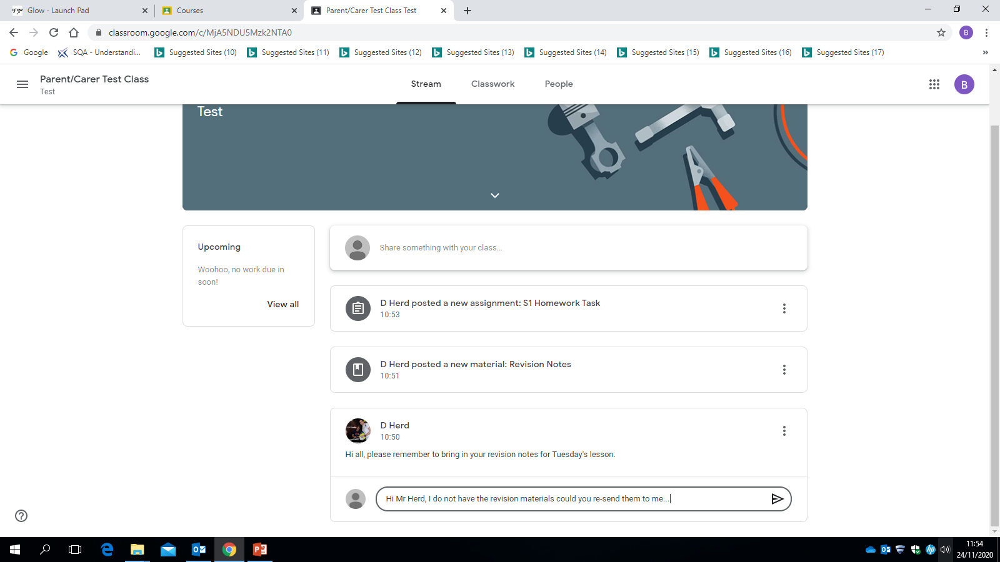 glow
Glow - Launch Pad
Courses
Parent/Carer Test Class Test
classroom.google.com/c/MjA5NDU5Mzk2NTA0
B
Google
SQA - Understandi...
Suggested Sites (10)
Suggested Sites (11)
Suggested Sites (12)
Suggested Sites (13)
Suggested Sites (14)
Suggested Sites (15)
Suggested Sites (16)
Suggested Sites (17)
»
Parent/Carer Test Class
Test
Stream
Classwork
People
B
Test
Upcoming
Woohoo, no work due in
soon!
View all
Share something with your class...
D Herd posted a new assignment: S1 Homework Task
10:53
D Herd posted a new material: Revision Notes
10:51
D Herd
10:50
Hi all, please remember to bring in your revision notes for Tuesday's lesson.
Hi Mr Herd, I do not have the revision materials could you re-send them to me...
11:54
24/11/2020